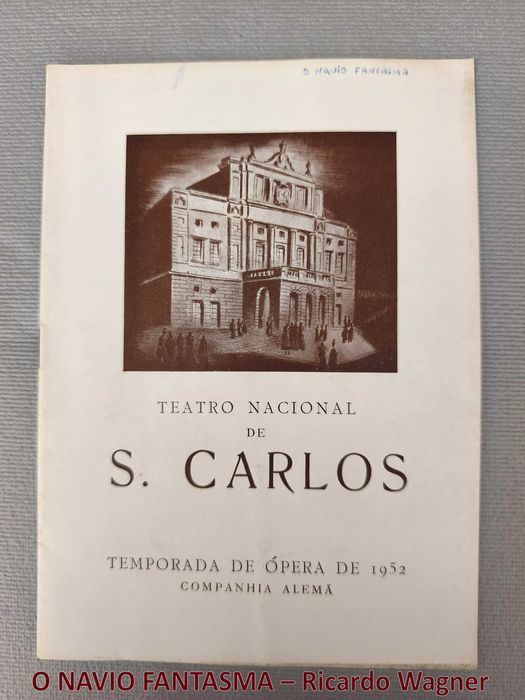 O NAVIO FANTASMA
TEATRO NACIONAL
DE
S. CARLOS
TEMPORADA DE ÓPERA DE 1952
COMPANHIA ALEMÃ
O NAVIO FANTASMA – Ricardo Wagner